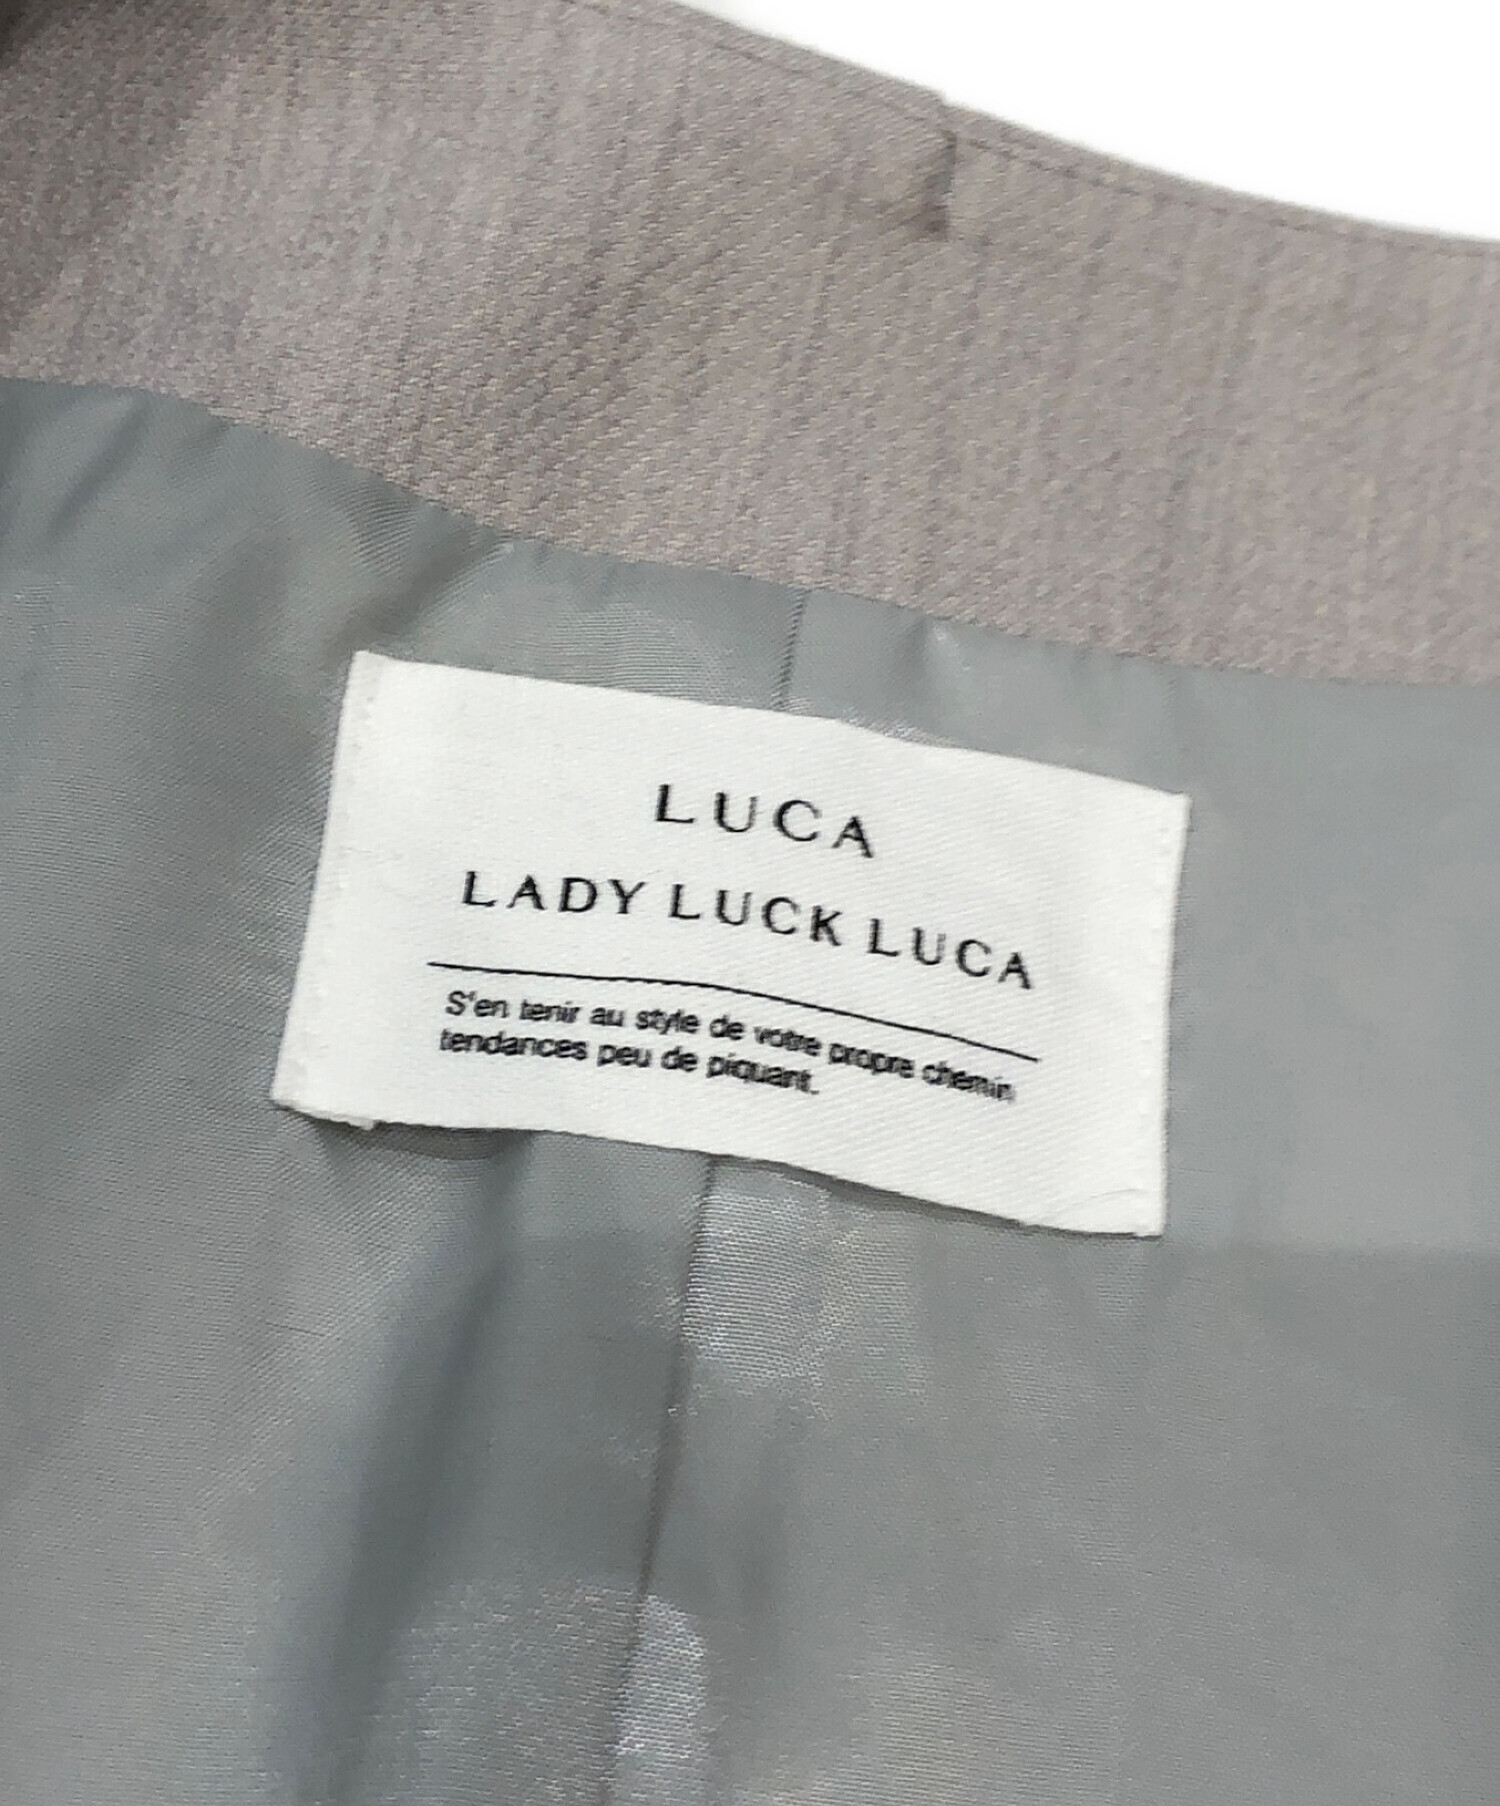 LUCA
LADY LUCK LUCA
S'en tenir au style de votre propre chemin
tendances peu de piquant.